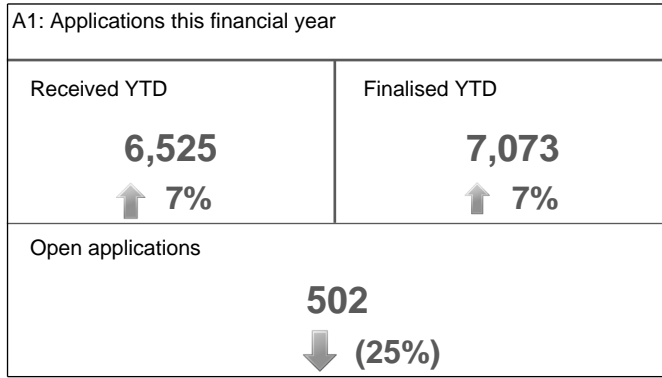 A1: Applications this financial year
Received YTD
6,525
7%
Finalised YTD
7,073
7%
Open applications
502
(25%)